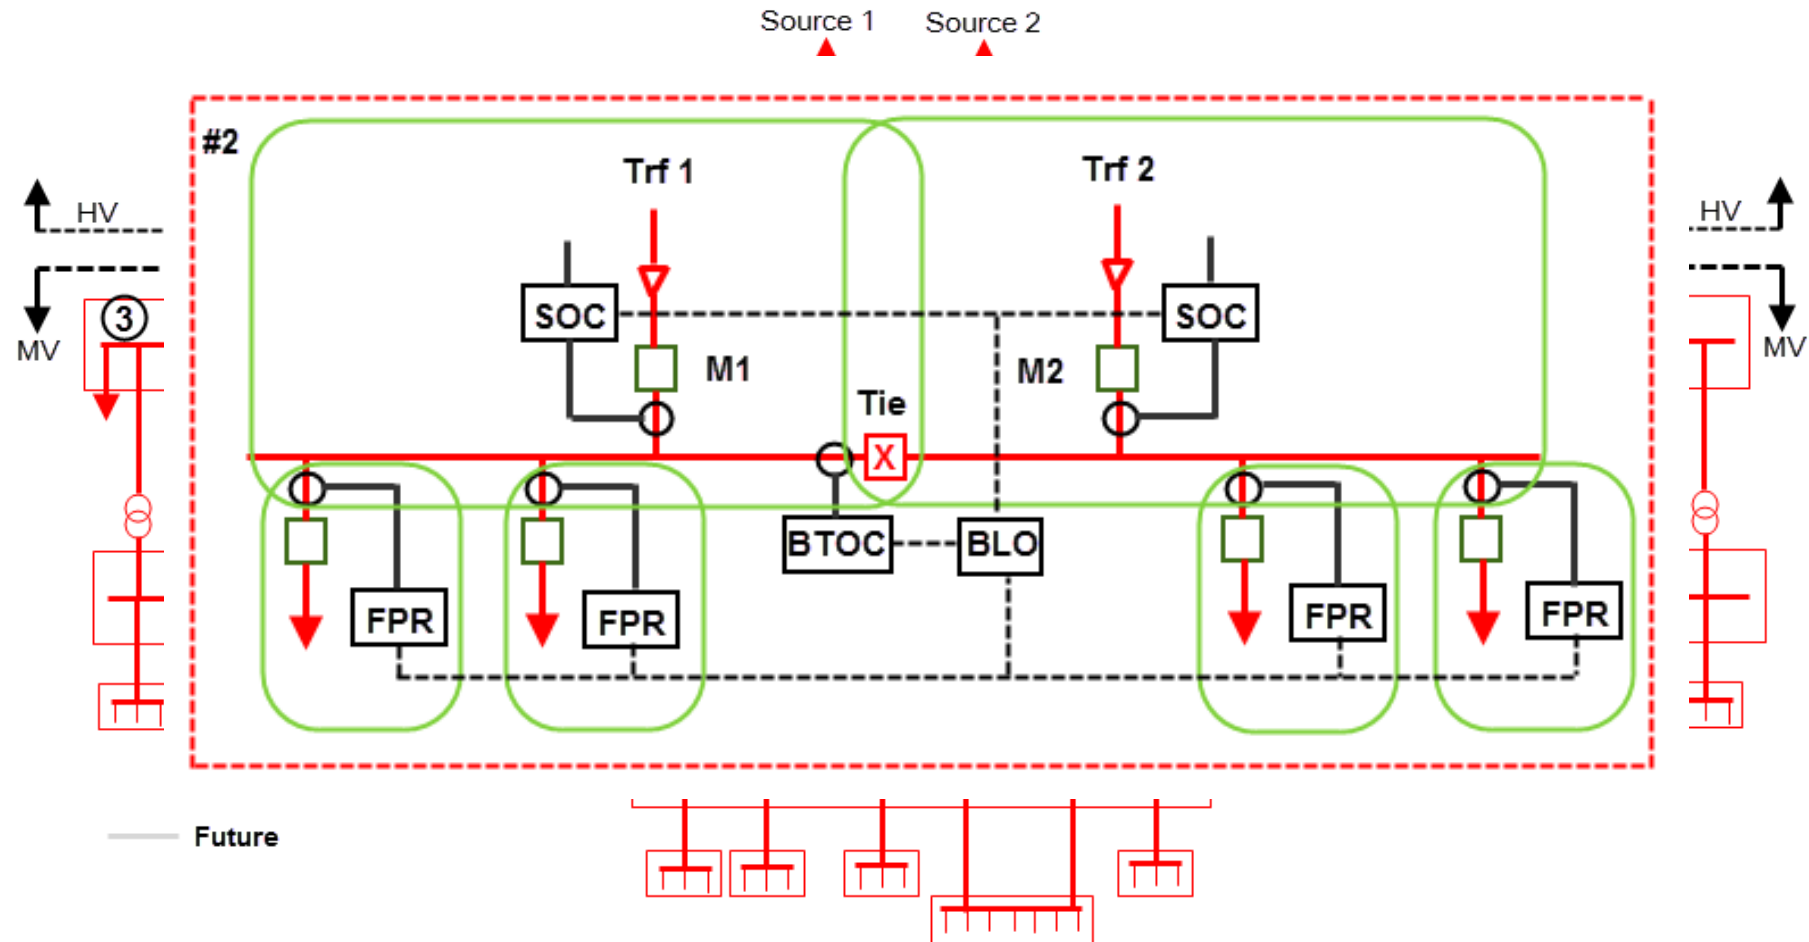 Source 1
Source 2
#2
Trf 1
Trf 2
HV
HV
SOC
SOC
3
MV
MV
M1
M2
Tie
X
BTOC
BLO
FPR
FPR
FPR
FPR
Future